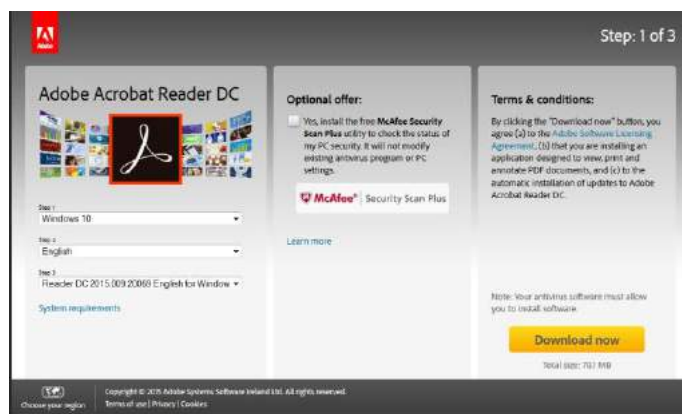 Adobe
Step: 1 of 3
Adobe Acrobat Reader DC
Step 1
Windows 10
Step 2
English
Step 3
Reader DC 2015.009.20069 English for Window
System requirements
Optional offer:
Yes, install the free McAfee Security
Scan Plus utility to check the status of
my PC security. It will not modify
existing antivirus program or PC
settings.
McAfee® | Security Scan Plus
Learn more
Terms & conditions:
By clicking the "Download now" button, you
agree (a) to the Adobe Software Licensing
Agreement, (b) that you are installing an
application designed to view, print and
annotate PDF documents, and (c) to the
automatic installation of updates to Adobe
Acrobat Reader DC.
Note: Your antivirus software must allow
you to install software.
Download now
Total size: MB
Choose your region
Copyright © 2015 Adobe Systems Software Ireland Ltd. All rights reserved.
Terms of use | Privacy | Cookies